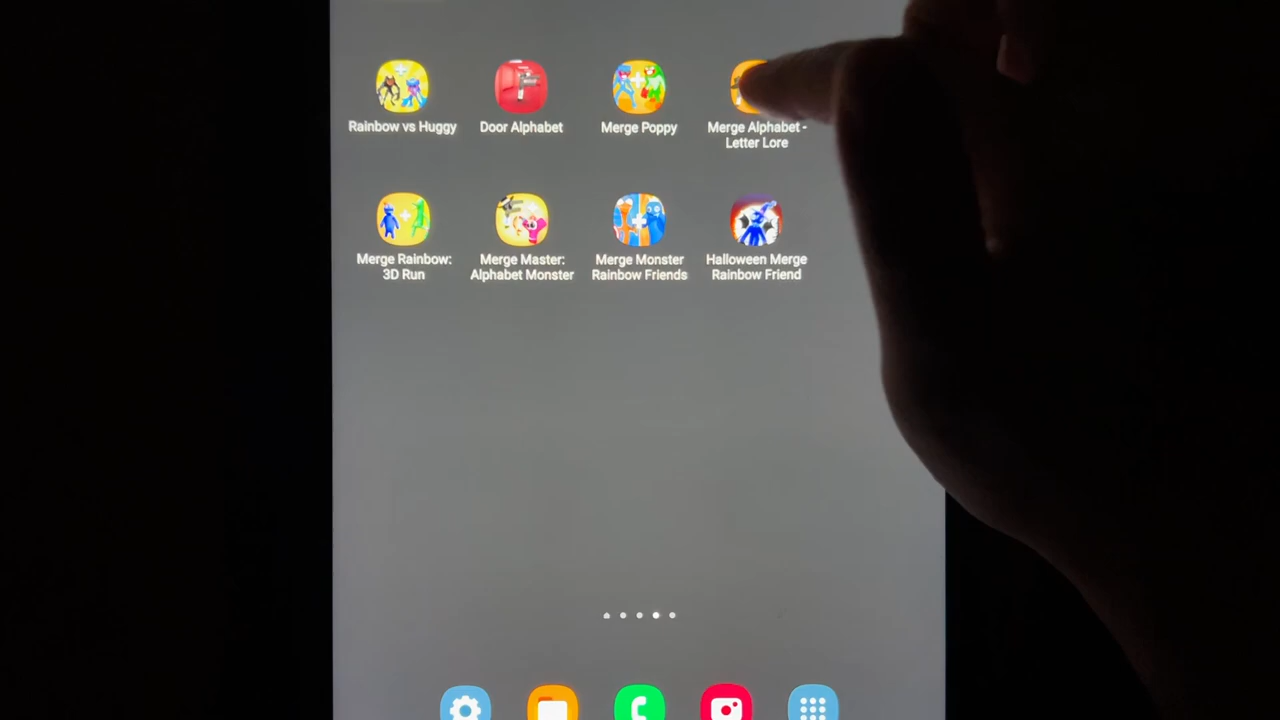 Rainbow vs Huggy
Door Alphabet
Merge Poppy
Merge Alphabet -
Letter Lore
Merge Rainbow:
3D Run
Merge Master:
Alphabet Monster
Merge Monster
Rainbow Friends
Halloween Merge
Rainbow Friend